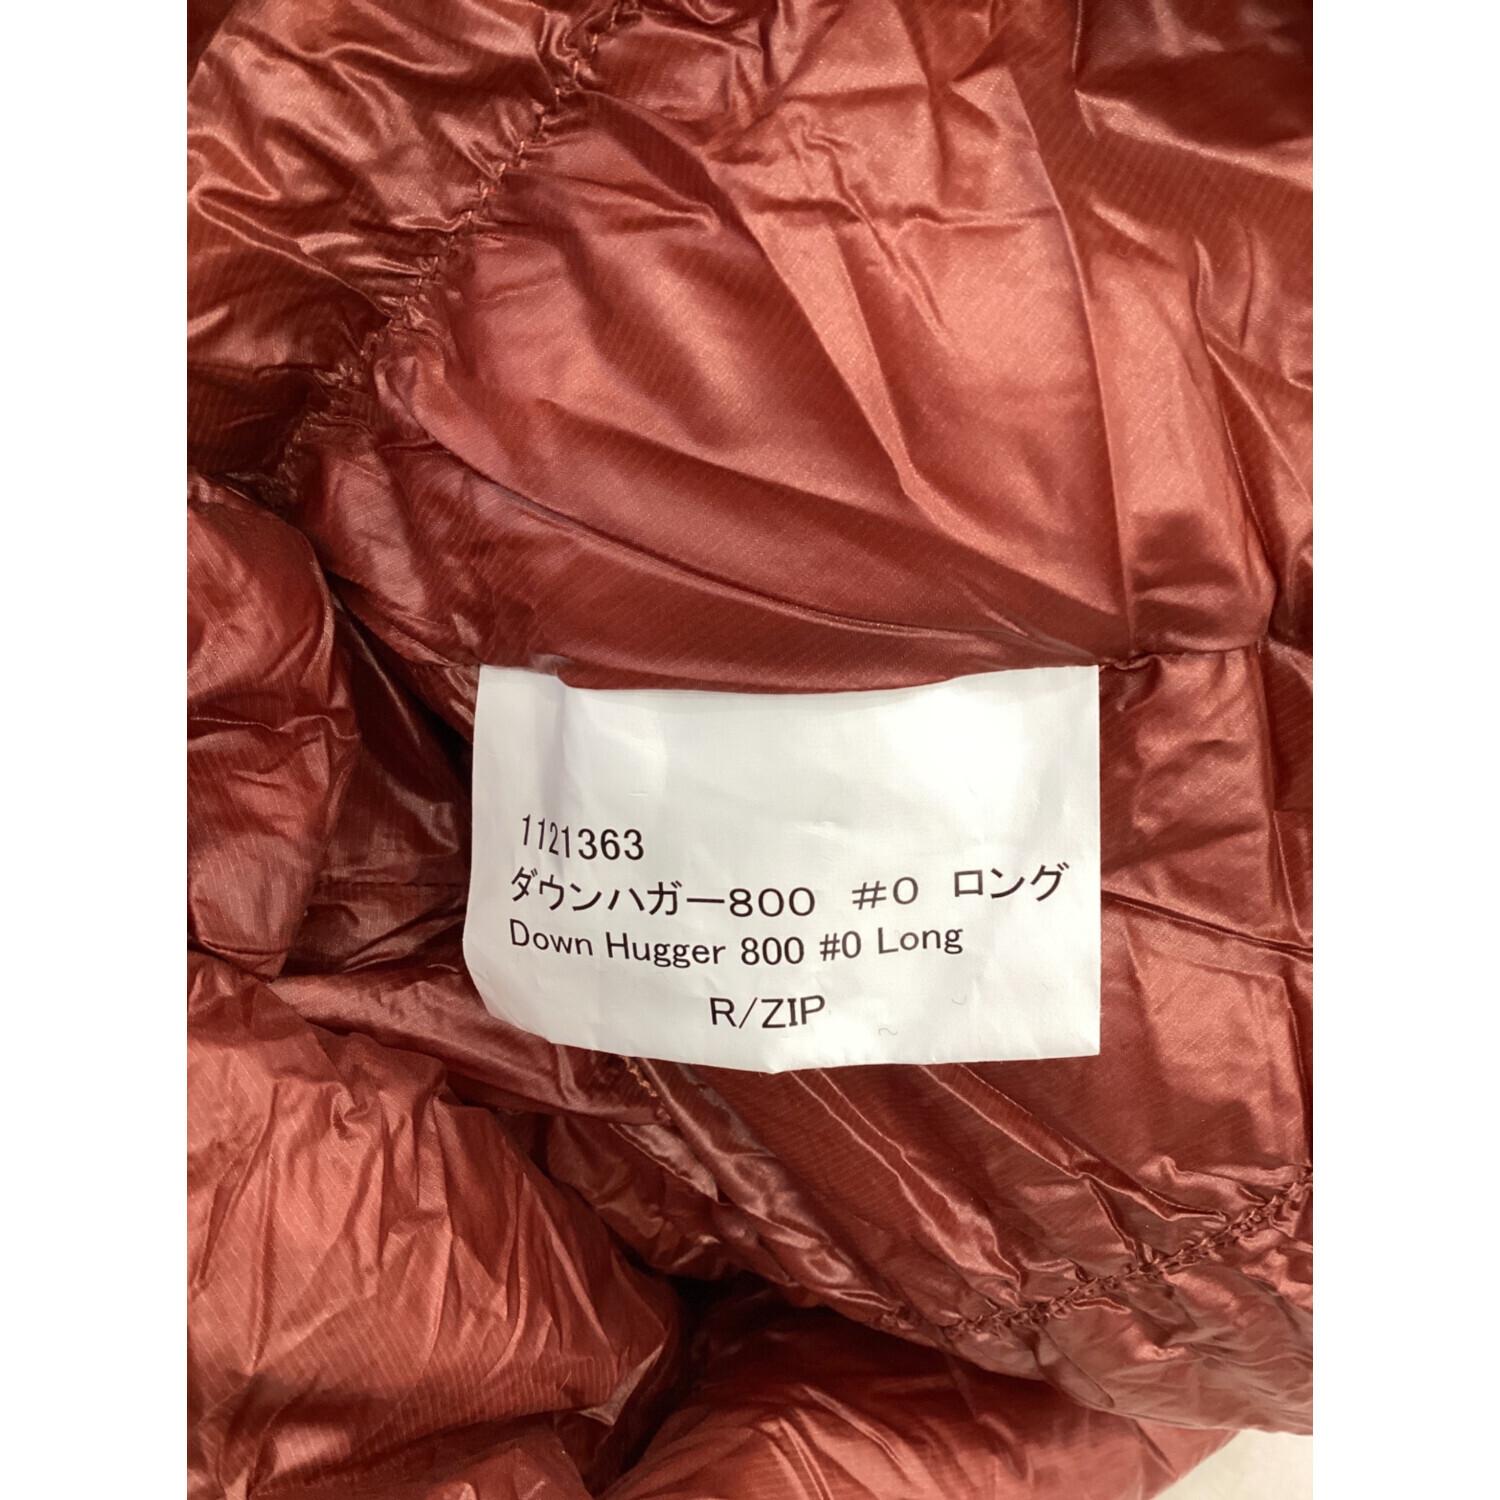 1121363
ダウンハガー800　#0　ロング
Down Hugger 800 #0 Long
R/ZIP